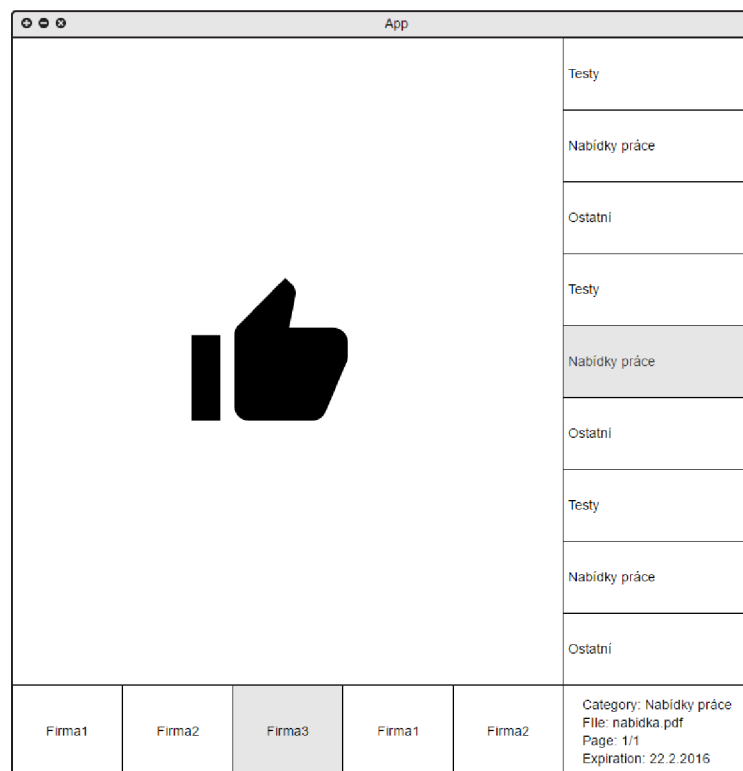 App
Testy
Nabídky práce
Ostatní
Testy
Nabídky práce
Ostatní
Testy
Nabídky práce
Ostatní
Firma1
Firma2
Firma3
Firma1
Firma2
Category: Nabídky práce
File: nabidka.pdf
Page: 1/1
Expiration: 22.2.2016